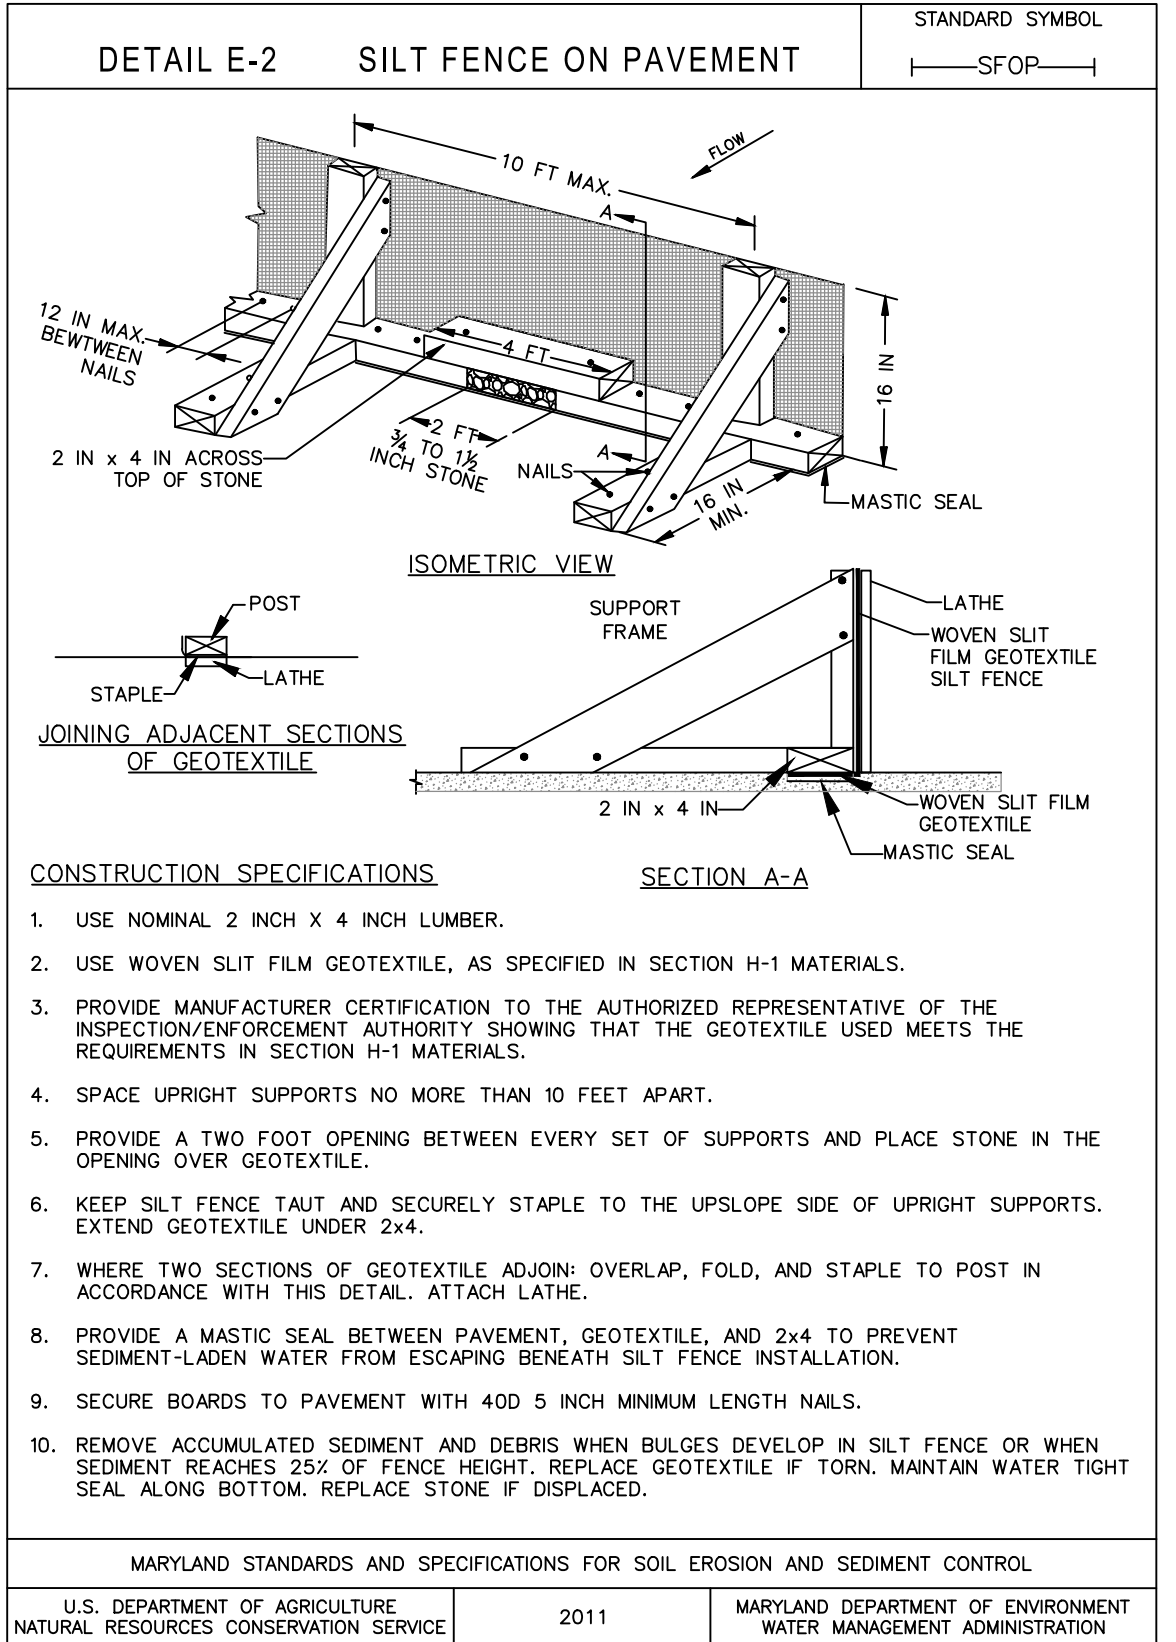 DETAIL E-2 SILT FENCE ON PAVEMENT
STANDARD SYMBOL
SFOP
10 FT MAX.
FLOW
A
12 IN MAX.
BEWTWEEN
NAILS
4 FT
16 IN
2 FT
¾ TO 1½
INCH STONE
A
2 IN x 4 IN ACROSS
TOP OF STONE
NAILS
16 IN
MIN.
MASTIC SEAL
ISOMETRIC VIEW
POST
STAPLE
LATHE
JOINING ADJACENT SECTIONS
OF GEOTEXTILE
SUPPORT
FRAME
LATHE
WOVEN SLIT
FILM GEOTEXTILE
SILT FENCE
2 IN x 4 IN
WOVEN SLIT FILM
GEOTEXTILE
MASTIC SEAL
SECTION A-A
CONSTRUCTION SPECIFICATIONS
1. USE NOMINAL 2 INCH X 4 INCH LUMBER.
2. USE WOVEN SLIT FILM GEOTEXTILE, AS SPECIFIED IN SECTION H-1 MATERIALS.
3. PROVIDE MANUFACTURER CERTIFICATION TO THE AUTHORIZED REPRESENTATIVE OF THE
INSPECTION/ENFORCEMENT AUTHORITY SHOWING THAT THE GEOTEXTILE USED MEETS THE
REQUIREMENTS IN SECTION H-1 MATERIALS.
4. SPACE UPRIGHT SUPPORTS NO MORE THAN 10 FEET APART.
5. PROVIDE A TWO FOOT OPENING BETWEEN EVERY SET OF SUPPORTS AND PLACE STONE IN THE
OPENING OVER GEOTEXTILE.
6. KEEP SILT FENCE TAUT AND SECURELY STAPLE TO THE UPSLOPE SIDE OF UPRIGHT SUPPORTS.
EXTEND GEOTEXTILE UNDER 2x4.
7. WHERE TWO SECTIONS OF GEOTEXTILE ADJOIN: OVERLAP, FOLD, AND STAPLE TO POST IN
ACCORDANCE WITH THIS DETAIL. ATTACH LATHE.
8. PROVIDE A MASTIC SEAL BETWEEN PAVEMENT, GEOTEXTILE, AND 2x4 TO PREVENT
SEDIMENT-LADEN WATER FROM ESCAPING BENEATH SILT FENCE INSTALLATION.
9. SECURE BOARDS TO PAVEMENT WITH 40D 5 INCH MINIMUM LENGTH NAILS.
10. REMOVE ACCUMULATED SEDIMENT AND DEBRIS WHEN BULGES DEVELOP IN SILT FENCE OR WHEN
SEDIMENT REACHES 25% OF FENCE HEIGHT. REPLACE GEOTEXTILE IF TORN. MAINTAIN WATER TIGHT
SEAL ALONG BOTTOM. REPLACE STONE IF DISPLACED.
MARYLAND STANDARDS AND SPECIFICATIONS FOR SOIL EROSION AND SEDIMENT CONTROL
U.S. DEPARTMENT OF AGRICULTURE
NATURAL RESOURCES CONSERVATION SERVICE
2011
MARYLAND DEPARTMENT OF ENVIRONMENT
WATER MANAGEMENT ADMINISTRATION